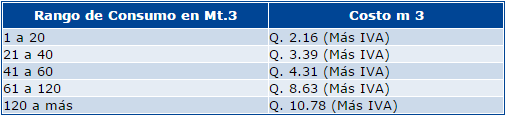 Rango de Consumo en Mt.3 Costo m 3
1 a 20 Q. 2.16 (Más IVA)
21 a 40 Q. 3.39 (Más IVA)
41 a 60 Q. 4.31 (Más IVA)
61 a 120 Q. 8.63 (Más IVA)
120 a más Q. 10.78 (Más IVA)